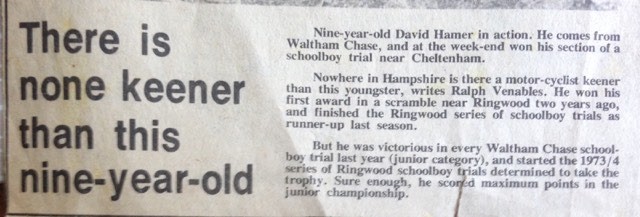 There is
none keener
than this
nine-year-old
Nine-year-old David Hamer in action. He comes from
Waltham Chase, and at the week-end won his section of a
schoolboy trial near Cheltenham.
Nowhere in Hampshire is there a motor-cyclist keener
than this youngster, writes Ralph Venables. He won his
first award in a scramble near Ringwood two years ago,
and finished the Ringwood series of schoolboy trials as
runner-up last season.
But he was victorious in every Waltham Chase school-
boy trial last year (junior category), and started the 1973/4
series of Ringwood schoolboy trials determined to take the
trophy. Sure enough, he scored maximum points in the
junior championship.